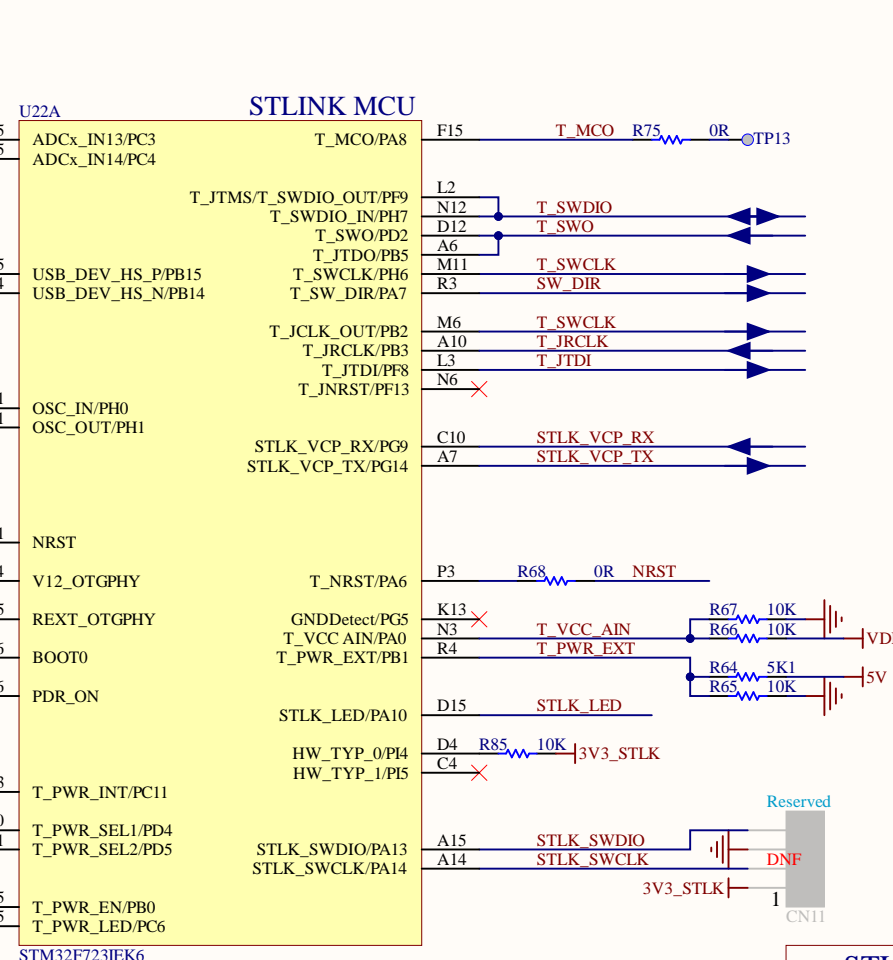 STLINK MCU
U22A
ADCx_IN13/PC3 T_MCO/PA8 F15 T_MCO R75 0R TP13
ADCx_IN14/PC4
T_JTMS/T_SWDIO_OUT/PF9 L2
T_SWDIO_IN/PH7 N12 T_SWDIO
T_SWO/PD2 D12 T_SWO
T_JTDO/PB5 A6
USB_DEV_HS_P/PB15 T_SWCLK/PH6 M11 T_SWCLK
USB_DEV_HS_N/PB14 T_SW_DIR/PA7 R3 SW_DIR
T_JCLK_OUT/PB2 M6 T_SWCLK
T_JRCLK/PB3 A10 T_JRCLK
T_JTDI/PF8 L3 T_JTDI
T_JNRST/PF13 N6
OSC_IN/PH0
OSC_OUT/PH1
STLK_VCP_RX/PG9 C10 STLK_VCP_RX
STLK_VCP_TX/PG14 A7 STLK_VCP_TX
NRST
V12_OTGPHY T_NRST/PA6 P3 R68 0R NRST
REXT_OTGPHY GNDDetect/PG5 K13 R67 10K
T_VCC AIN/PA0 N3 T_VCC_AIN R66 10K
BOOT0 T_PWR_EXT/PB1 R4 T_PWR_EXT
R64 5K1 5V
PDR_ON R65 10K
STLK_LED/PA10 D15 STLK_LED
HW_TYP_0/PI4 D4 R85 10K 3V3_STLK
HW_TYP_1/PI5 C4
T_PWR_INT/PC11
Reserved
T_PWR_SEL1/PD4
T_PWR_SEL2/PD5 STLK_SWDIO/PA13 A15 STLK_SWDIO
STLK_SWCLK/PA14 A14 STLK_SWCLK DNF
3V3_STLK
1
T_PWR_EN/PB0
CN11
T_PWR_LED/PC6
STM32F723IEK6